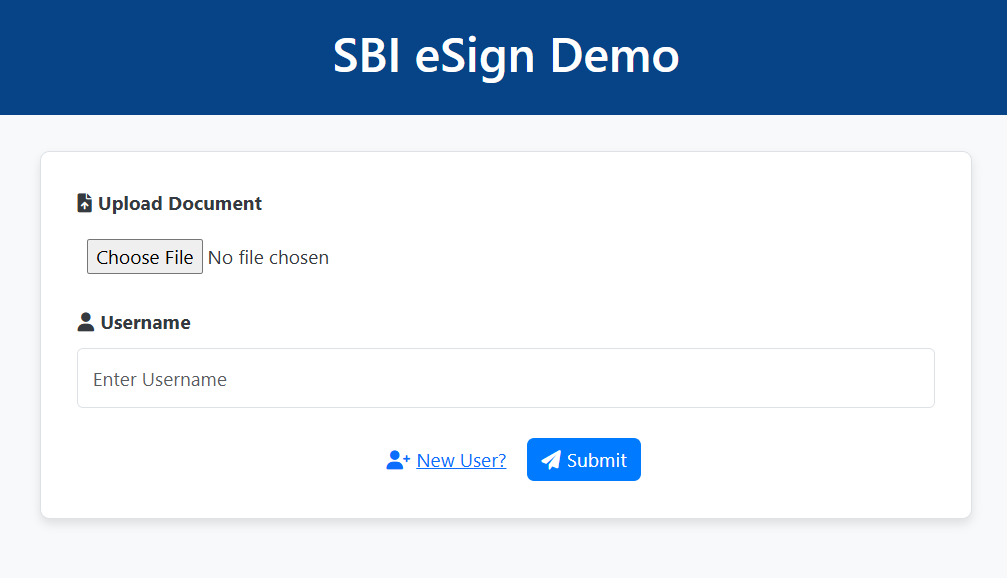 SBI eSign Demo
Upload Document
Choose File No file chosen
Username
Enter Username
New User? Submit